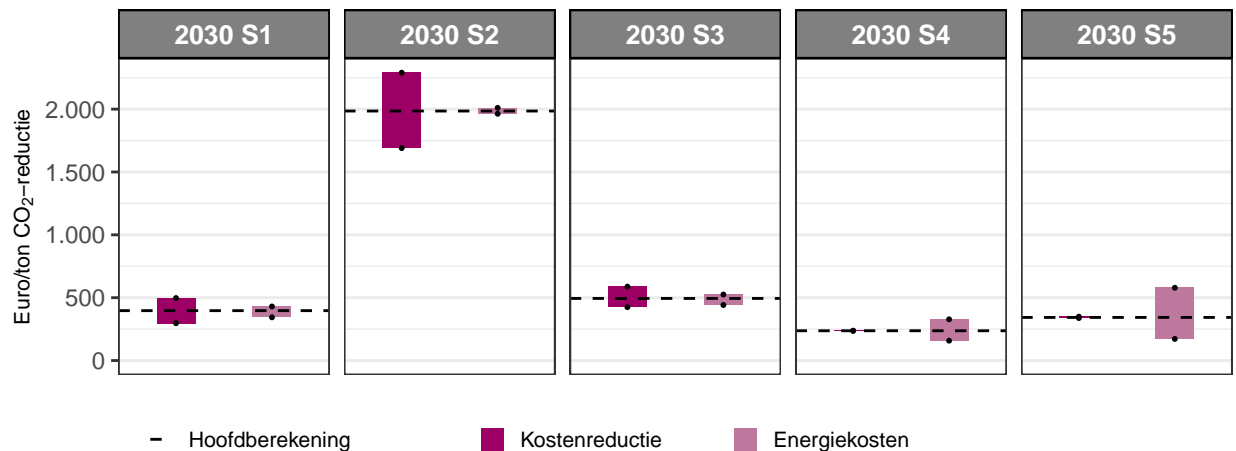 2030 S1
2030 S2
2030 S3
2030 S4
2030 S5
Euro/ton CO₂−reductie
2.000
1.500
1.000
500
0
Hoofdberekening
Kostenreductie
Energiekosten